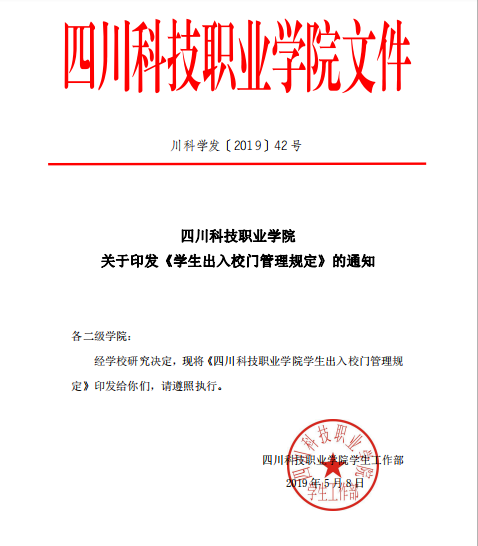 四川科技职业学院文件
川科学发〔2019〕42号
四川科技职业学院
关于印发《学生出入校门管理规定》的通知
各二级学院：
经学校研究决定，现将《四川科技职业学院学生出入校门管理规
定》印发给你们，请遵照执行。
四川科技职业学院学生工作部
2019年5月8日
四川科技职业学院
学生工作部